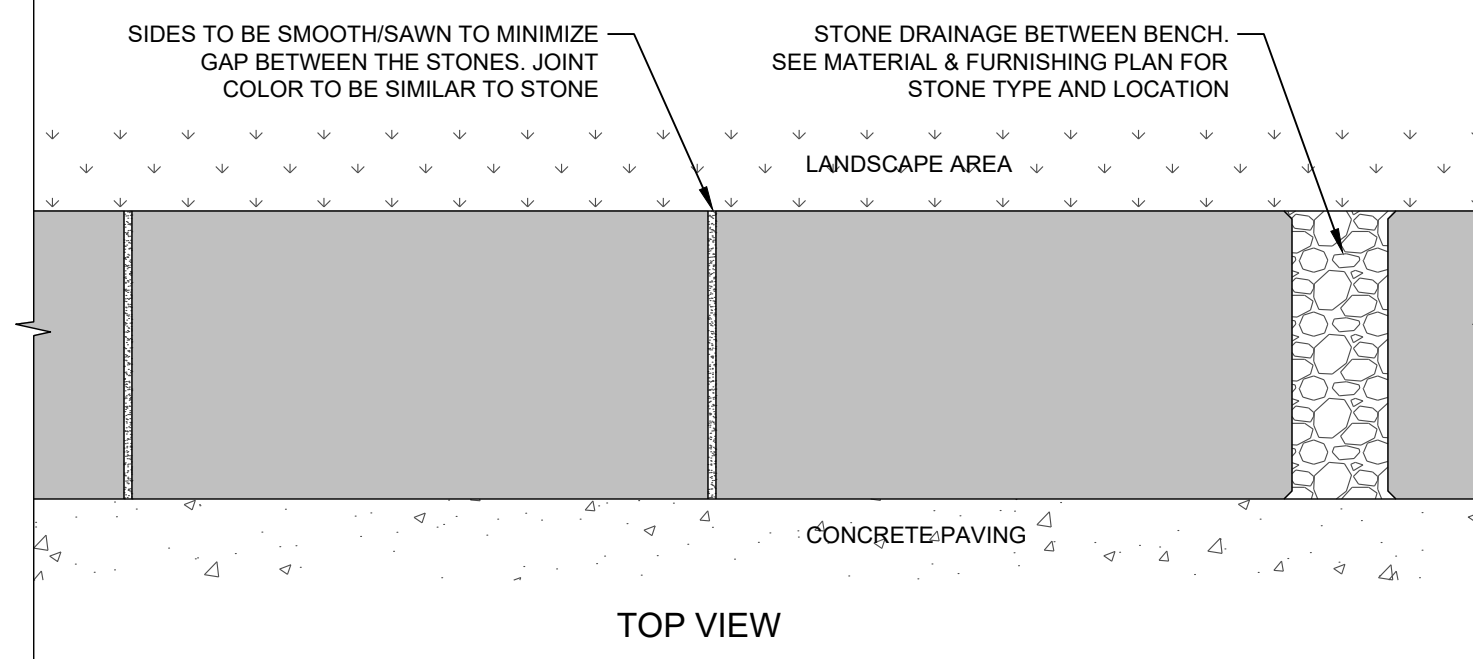 SIDES TO BE SMOOTH/SAWN TO MINIMIZE
GAP BETWEEN THE STONES. JOINT
COLOR TO BE SIMILAR TO STONE
STONE DRAINAGE BETWEEN BENCH.
SEE MATERIAL & FURNISHING PLAN FOR
STONE TYPE AND LOCATION
LANDSCAPE AREA
CONCRETE PAVING
TOP VIEW